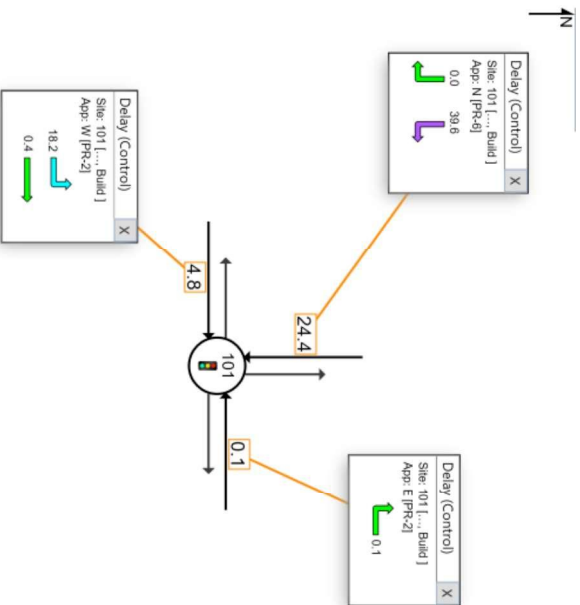 N
Delay (Control)
X
Site: 101 [..., Build ]
App: N [PR-6]
0.0
39.6
Delay (Control)
X
Site: 101 [..., Build ]
App: W [PR-2]
18.2
0.4
4.8
24.4
101
0.1
Delay (Control)
X
Site: 101 [..., Build ]
App: E [PR-2]
0.1